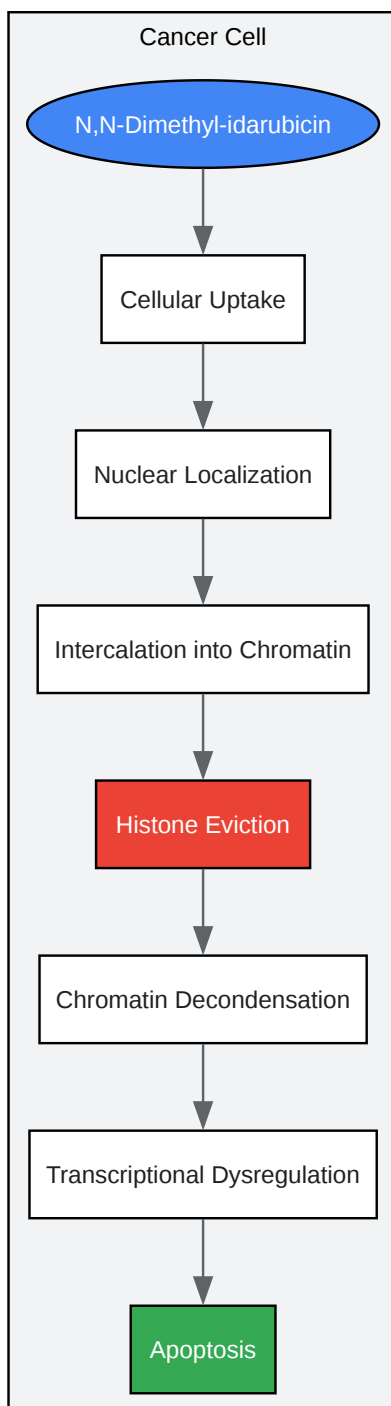 Cancer Cell
N,N-Dimethyl-idarubicin
Cellular Uptake
Nuclear Localization
Intercalation into Chromatin
Histone Eviction
Chromatin Decondensation
Transcriptional Dysregulation
Apoptosis